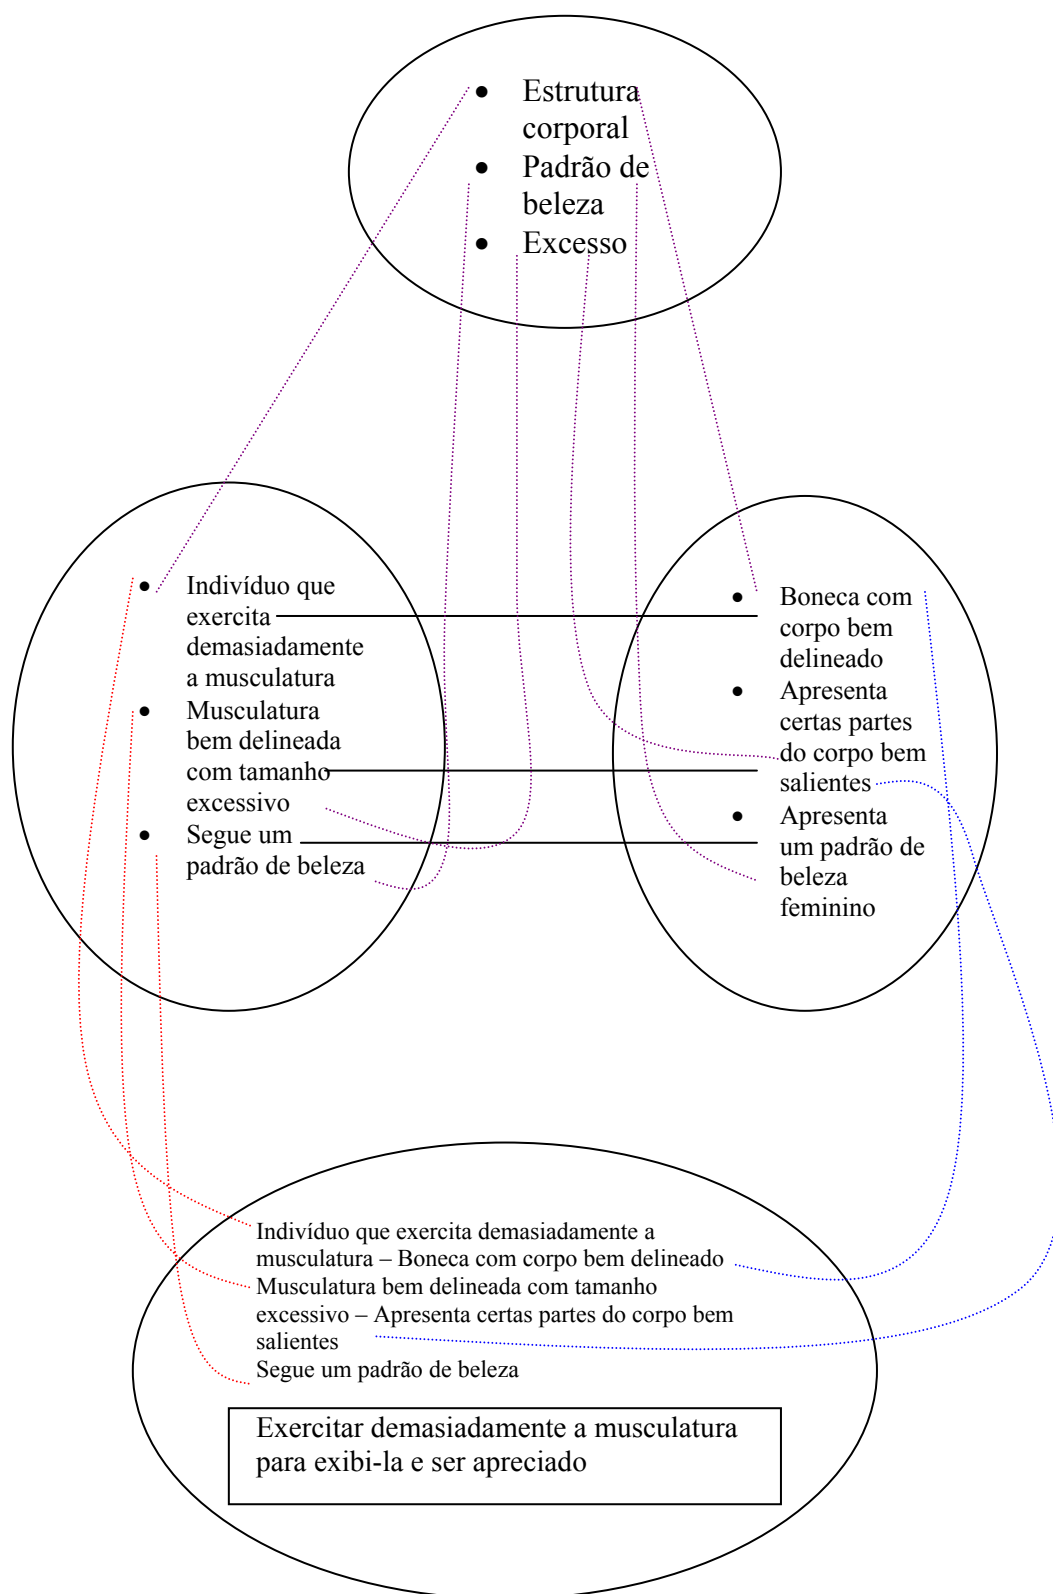 • Estrutura
corporal
• Padrão de
beleza
• Excesso
• Indivíduo que
exercita
demasiadamente
a musculatura
• Musculatura
bem delineada
com tamanho
excessivo
• Segue um
padrão de beleza
• Boneca com
corpo bem
delineado
• Apresenta
certas partes
do corpo bem
salientes
• Apresenta
um padrão de
beleza
feminino
Indivíduo que exercita demasiadamente a
musculatura – Boneca com corpo bem delineado
Musculatura bem delineada com tamanho
excessivo – Apresenta certas partes do corpo bem
salientes
Segue um padrão de beleza
Exercitar demasiadamente a musculatura
para exibi-la e ser apreciado